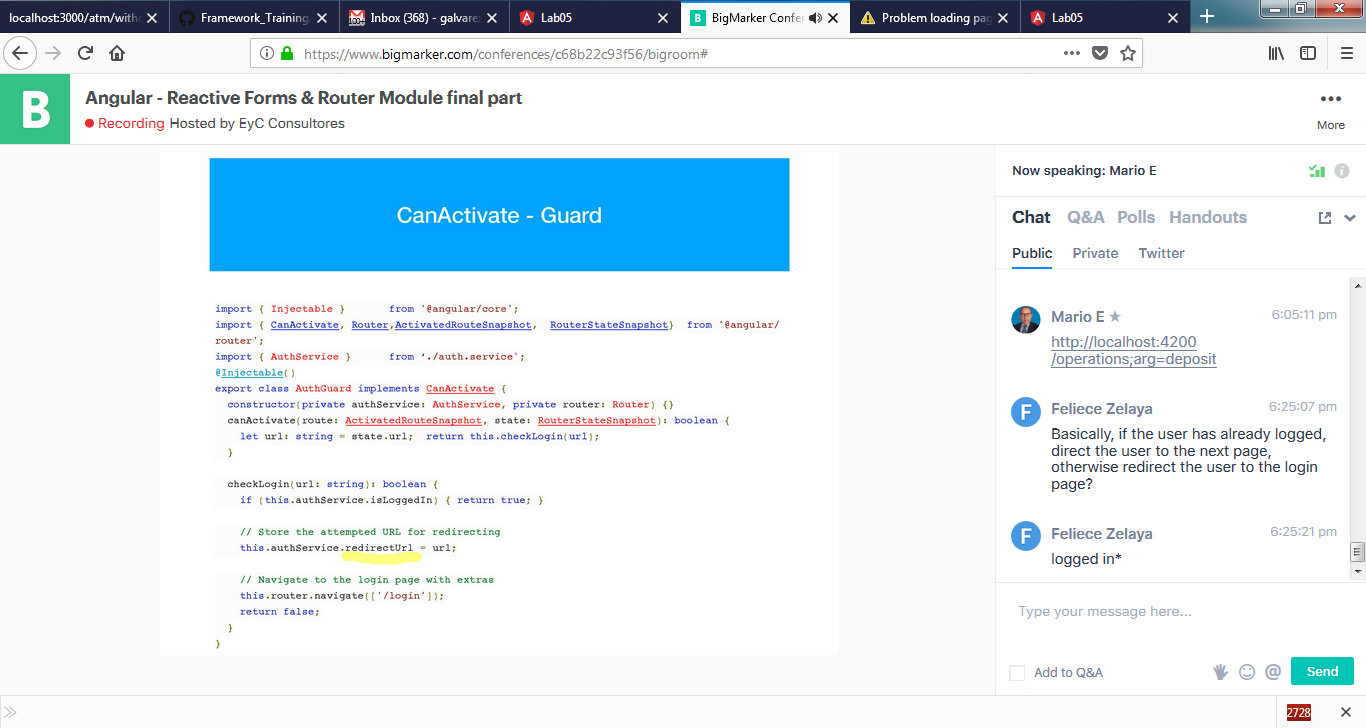 localhost:3000/atm/with
Framework_Training
Inbox (368) - galvare
Lab05
BigMarker Confer
Problem loading pag
Lab05
https://www.bigmarker.com/conferences/c68b22c93f56/bigroom#
B
Angular - Reactive Forms & Router Module final part
Recording Hosted by EyC Consultores
More
CanActivate - Guard
import { Injectable } from '@angular/core';
import { CanActivate, Router,ActivatedRouteSnapshot, RouterStateSnapshot} from '@angular/
router';
import { AuthService } from ‘./auth.service';
@Injectable()
export class AuthGuard implements CanActivate {
constructor(private authService: AuthService, private router: Router) {}
canActivate(route: ActivatedRouteSnapshot, state: RouterStateSnapshot): boolean {
let url: string = state.url; return this.checkLogin(url);
}
checkLogin(url: string): boolean {
if (this.authService.isLoggedIn) { return true; }
// Store the attempted URL for redirecting
this.authService.redirectUrl = url;
// Navigate to the login page with extras
this.router.navigate(['/login']);
return false;
}
}
Now speaking: Mario E
Chat Q&A Polls Handouts
Public Private Twitter
Mario E 6:05:11 pm
http://localhost:4200
/operations;arg=deposit
F
Feliece Zelaya 6:25:07 pm
Basically, if the user has already logged,
direct the user to the next page,
otherwise redirect the user to the login
page?
F
Feliece Zelaya 6:25:21 pm
logged in*
Type your message here...
Add to Q&A
@
Send
2728